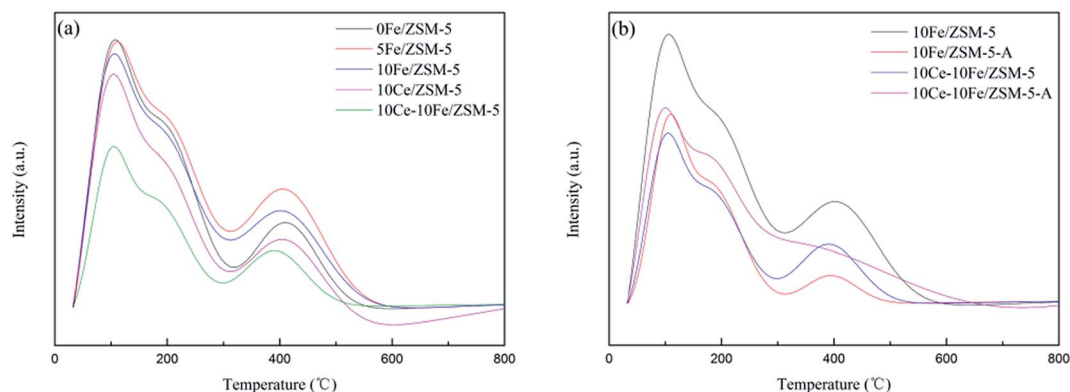 (a)
0Fe/ZSM-5
5Fe/ZSM-5
10Fe/ZSM-5
10Ce/ZSM-5
10Ce-10Fe/ZSM-5
Intensity (a.u.)
0 200 400 600 800
Temperature (℃)
(b)
10Fe/ZSM-5
10Fe/ZSM-5-A
10Ce-10Fe/ZSM-5
10Ce-10Fe/ZSM-5-A
Intensity (a.u.)
0 200 400 600 800
Temperature (℃)